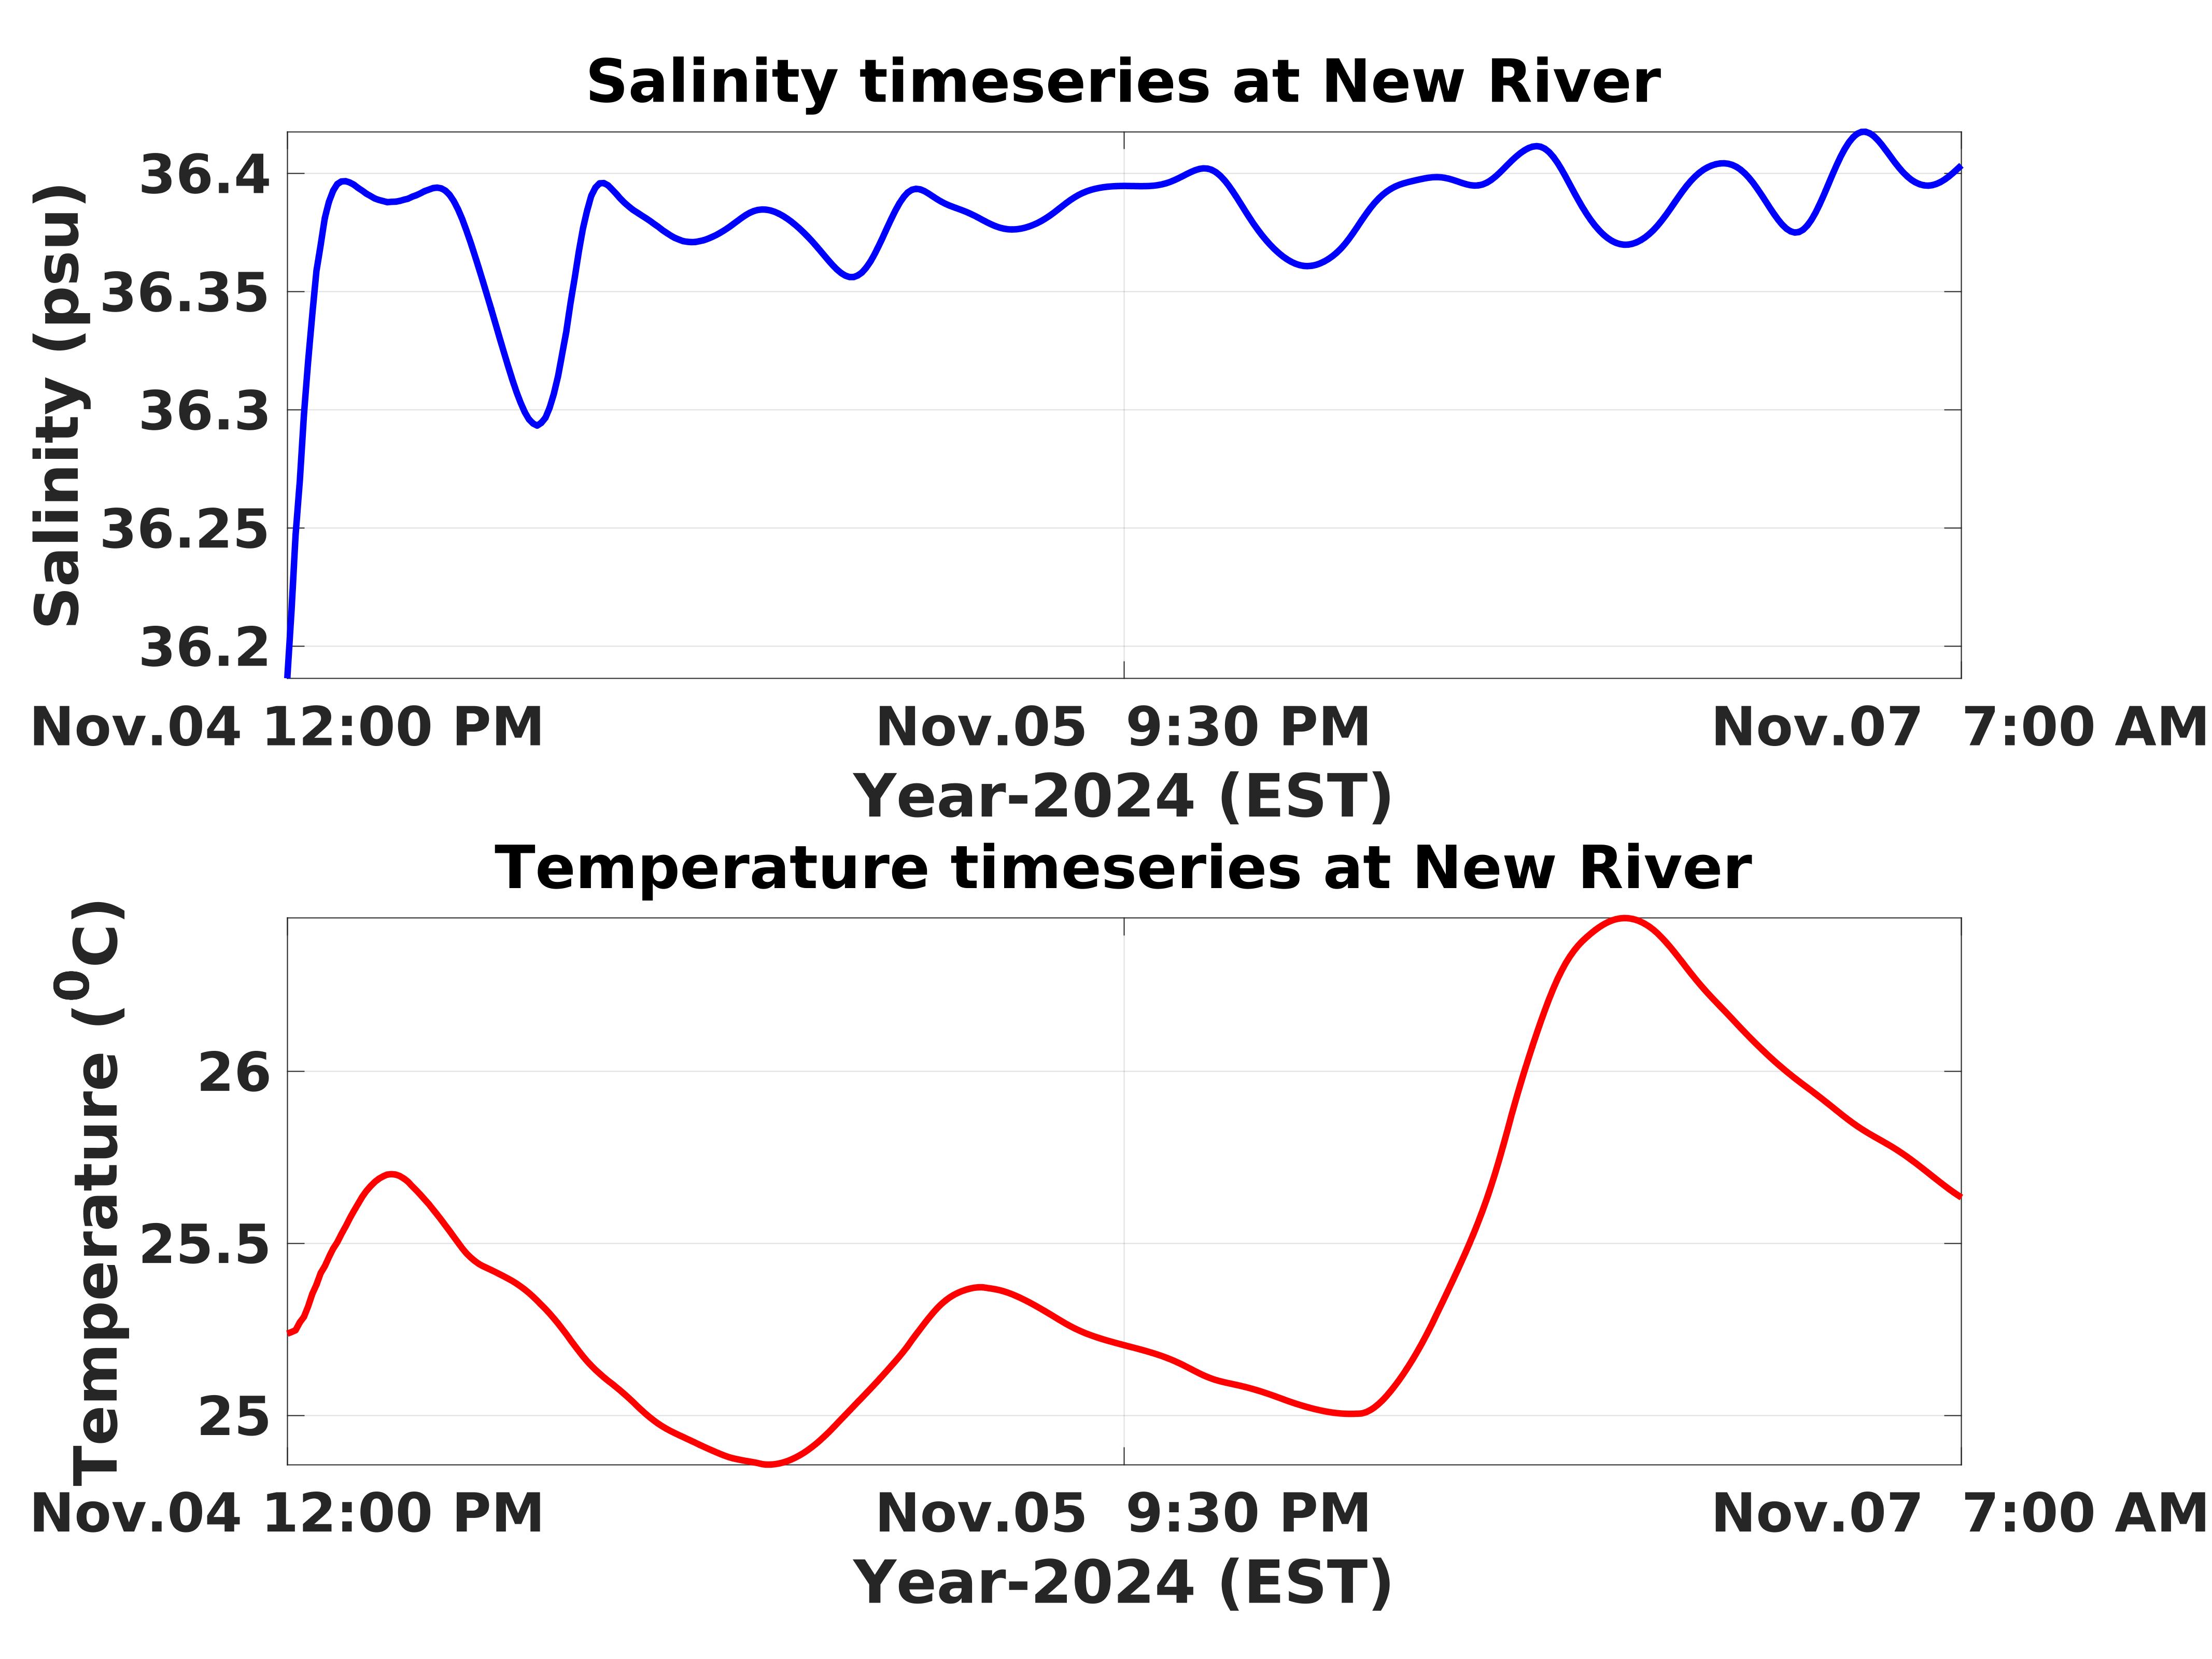 Salinity timeseries at New River
Salinity (psu)
36.4
36.35
36.3
36.25
36.2
Nov.04 12:00 PM Nov.05  9:30 PM Nov.07  7:00 AM
Year-2024 (EST)
Temperature timeseries at New River
Temperature (⁰C)
26
25.5
25
Nov.04 12:00 PM Nov.05  9:30 PM Nov.07  7:00 AM
Year-2024 (EST)